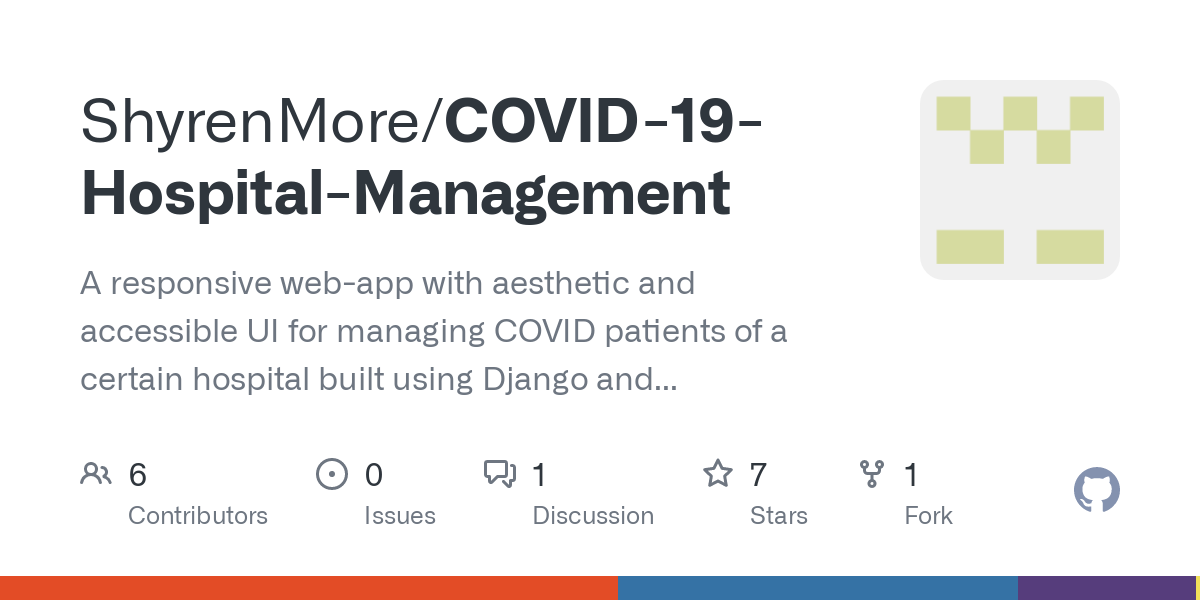 ShyrenMore/COVID-19-
Hospital-Management
A responsive web-app with aesthetic and
accessible UI for managing COVID patients of a
certain hospital built using Django and...
6 0 1 7 1
Contributors Issues Discussion Stars Fork